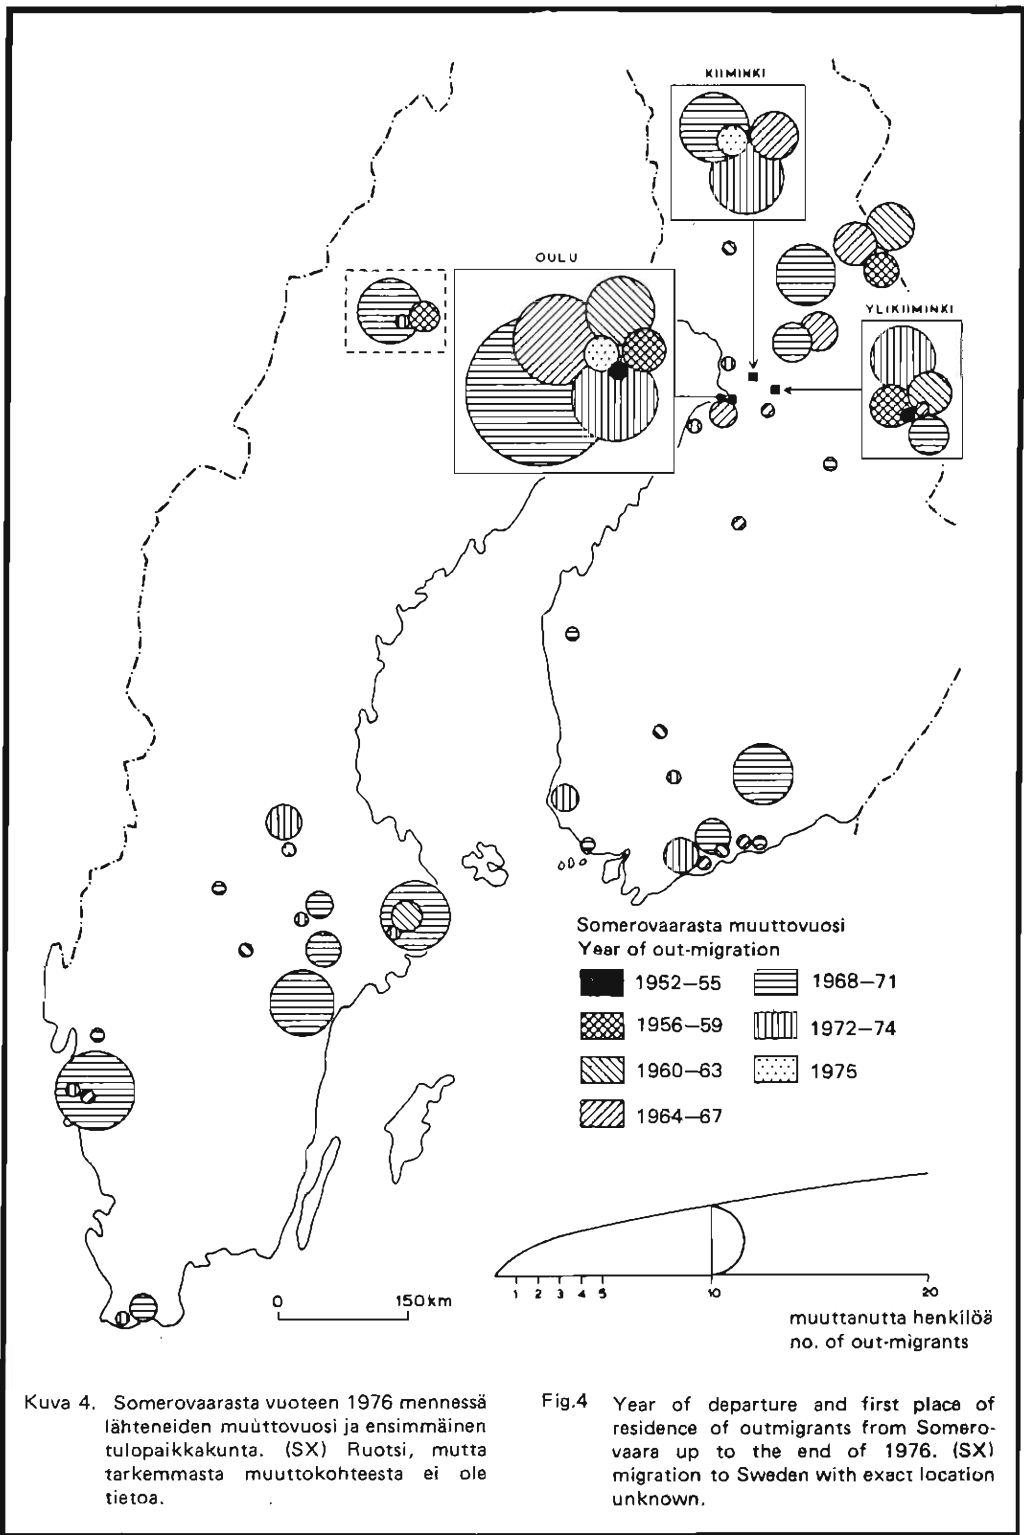 KIIMINKI
OULU
YLIKIIMINKI
Somerovaarasta muuttovuosi
Year of out-migration
1952—55
1968—71
1956—59
1972—74
1960—63
1975
1964—67
1 2 3 4 5 10 20
0 150 km
muuttanutta henkilöä
no. of out-migrants
Kuva 4. Somerovaarasta vuoteen 1976 mennessä
lähteneiden muuttovuosi ja ensimmäinen
tulopaikkakunta. (SX) Ruotsi, mutta
tarkemmasta muuttokohteesta ei ole
tietoa.
Fig.4 Year of departure and first place of
residence of outmigrants from Somero-
vaara up to the end of 1976. (SX)
migration to Sweden with exact location
unknown.